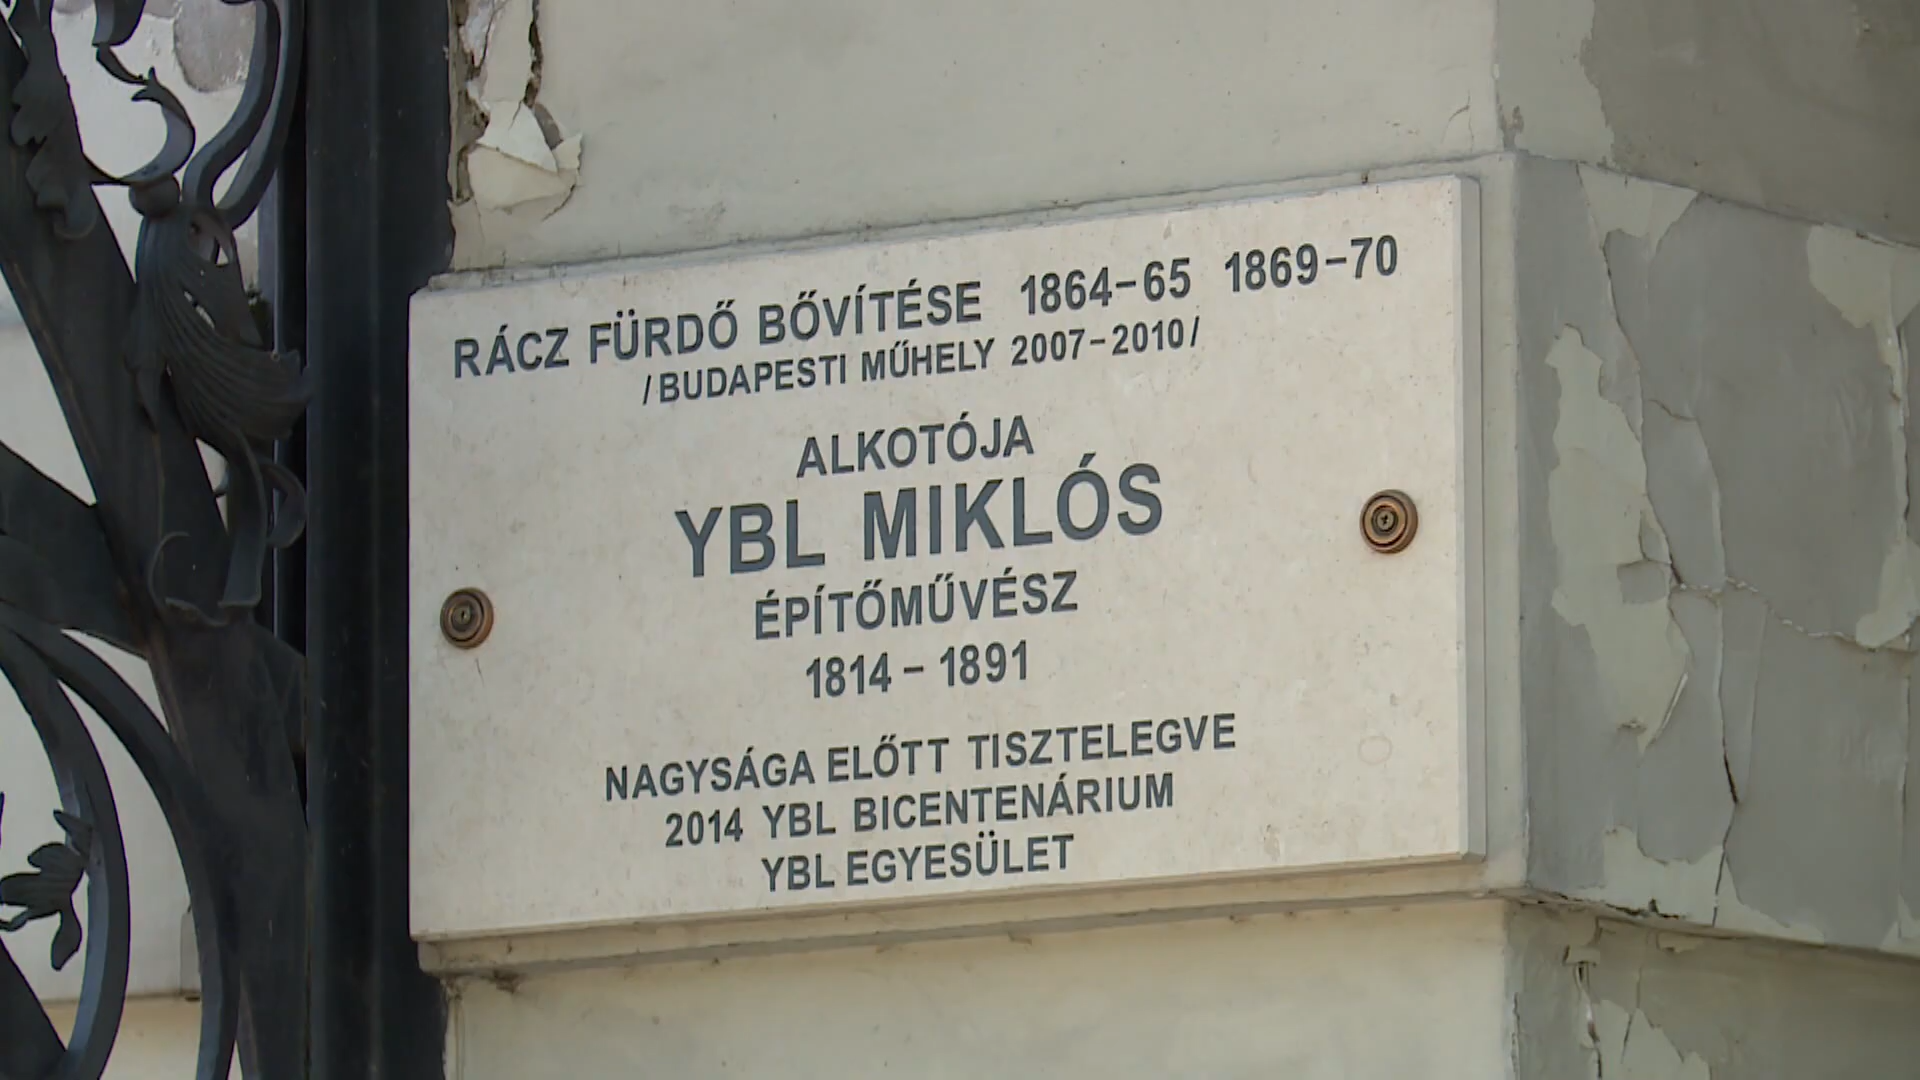 RÁCZ FÜRDŐ BŐVÍTÉSE 1864-65 1869-70
/BUDAPESTI MŰHELY 2007-2010/
ALKOTÓJA
YBL MIKLÓS
ÉPÍTŐMŰVÉSZ
1814 - 1891
NAGYSÁGA ELŐTT TISZTELEGVE
2014 YBL BICENTENÁRIUM
YBL EGYESÜLET